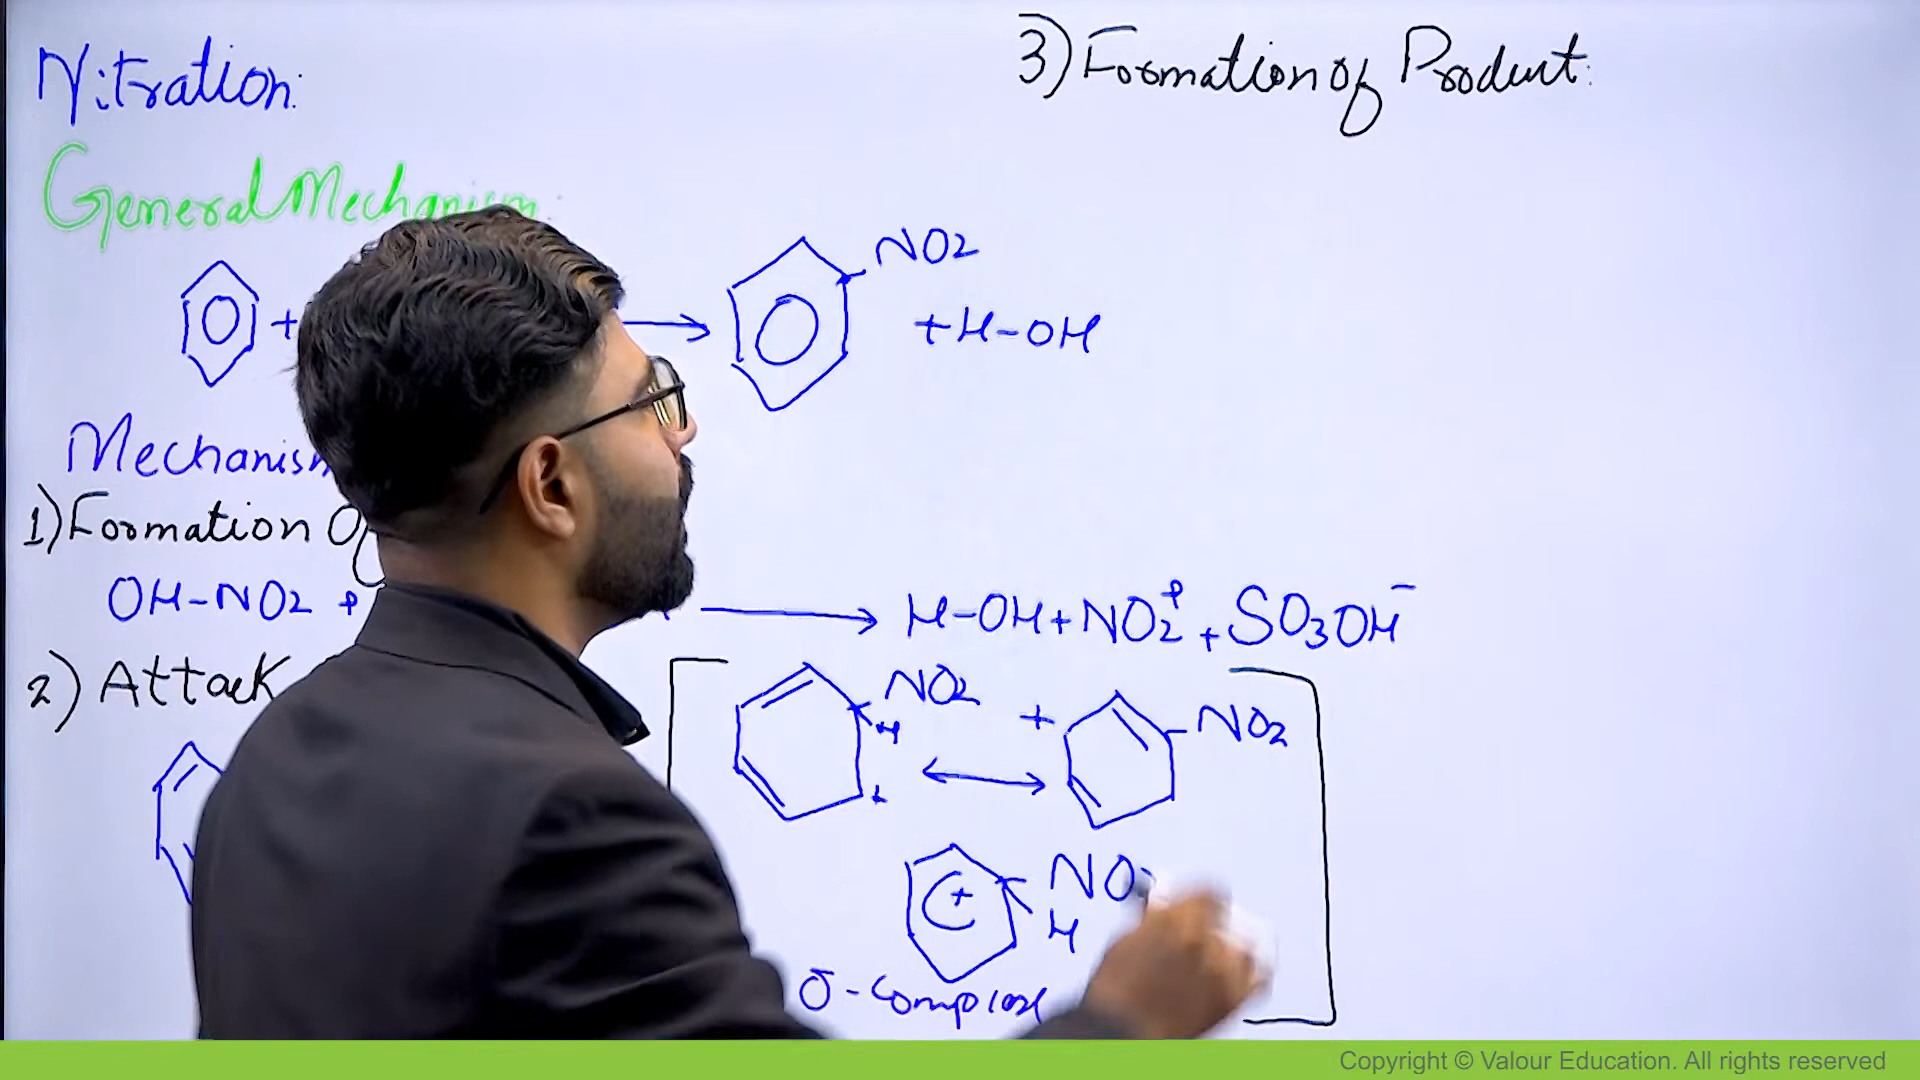 Nitration:
General Mechanism:
+ NO2
+ H-OH
Mechanism
1) Formation Of
OH-NO2 + H-OH + NO2+ + SO3OH-
2) Attack
NO2
H
+
+
NO2
+
NO2
H
σ-complex
3) Formation of Product:
Copyright © Valour Education. All rights reserved